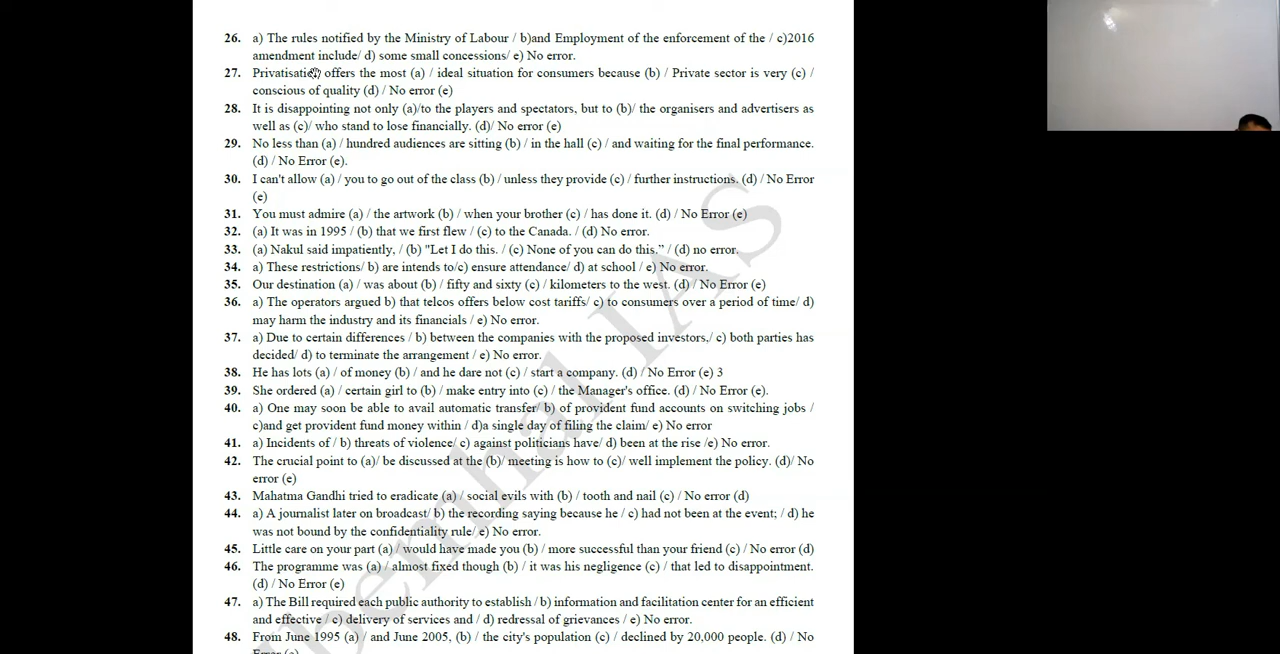 26. a) The rules notified by the Ministry of Labour / b)and Employment of the enforcement of the / c)2016
amendment include/ d) some small concessions/ e) No error.
27. Privatisation offers the most (a) / ideal situation for consumers because (b) / Private sector is very (c) /
conscious of quality (d) / No error (e)
28. It is disappointing not only (a)/to the players and spectators, but to (b)/ the organisers and advertisers as
well as (c)/ who stand to lose financially. (d)/ No error (e)
29. No less than (a) / hundred audiences are sitting (b) / in the hall (c) / and waiting for the final performance.
(d) / No Error (e).
30. I can't allow (a) / you to go out of the class (b) / unless they provide (c) / further instructions. (d) / No Error
(e)
31. You must admire (a) / the artwork (b) / when your brother (c) / has done it. (d) / No Error (e)
32. (a) It was in 1995 / (b) that we first flew / (c) to the Canada. / (d) No error.
33. (a) Nakul said impatiently, / (b) "Let I do this. / (c) None of you can do this.” / (d) no error.
34. a) These restrictions/ b) are intends to/c) ensure attendance/ d) at school / e) No error.
35. Our destination (a) / was about (b) / fifty and sixty (c) / kilometers to the west. (d) / No Error (e)
36. a) The operators argued b) that telcos offers below cost tariffs/ c) to consumers over a period of time/ d)
may harm the industry and its financials / e) No error.
37. a) Due to certain differences / b) between the companies with the proposed investors./ c) both parties has
decided/ d) to terminate the arrangement / e) No error.
38. He has lots (a) / of money (b) / and he dare not (c) / start a company. (d) / No Error (e) 3
39. She ordered (a) / certain girl to (b) / make entry into (c) / the Manager's office. (d) / No Error (e).
40. a) One may soon be able to avail automatic transfer/ b) of provident fund accounts on switching jobs /
c)and get provident fund money within / d)a single day of filing the claim/ e) No error
41. a) Incidents of / b) threats of violence/ c) against politicians have/ d) been at the rise /e) No error.
42. The crucial point to (a)/ be discussed at the (b)/ meeting is how to (c)/ well implement the policy. (d)/ No
error (e)
43. Mahatma Gandhi tried to eradicate (a) / social evils with (b) / tooth and nail (c) / No error (d)
44. a) A journalist later on broadcast/ b) the recording saying because he / c) had not been at the event; / d) he
was not bound by the confidentiality rule/ e) No error.
45. Little care on your part (a) / would have made you (b) / more successful than your friend (c) / No error (d)
46. The programme was (a) / almost fixed though (b) / it was his negligence (c) / that led to disappointment.
(d) / No Error (e)
47. a) The Bill required each public authority to establish / b) information and facilitation center for an efficient
and effective / c) delivery of services and / d) redressal of grievances / e) No error.
48. From June 1995 (a) / and June 2005, (b) / the city's population (c) / declined by 20,000 people. (d) / No
Error (e)
IAS